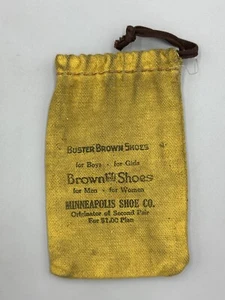 BUSTER BROWN SHOES
for Boys · for Girls
Brown Shoes
for Men · for Women
MINNEAPOLIS SHOE CO.
Originator of Second Pair
For $1.00 Plan